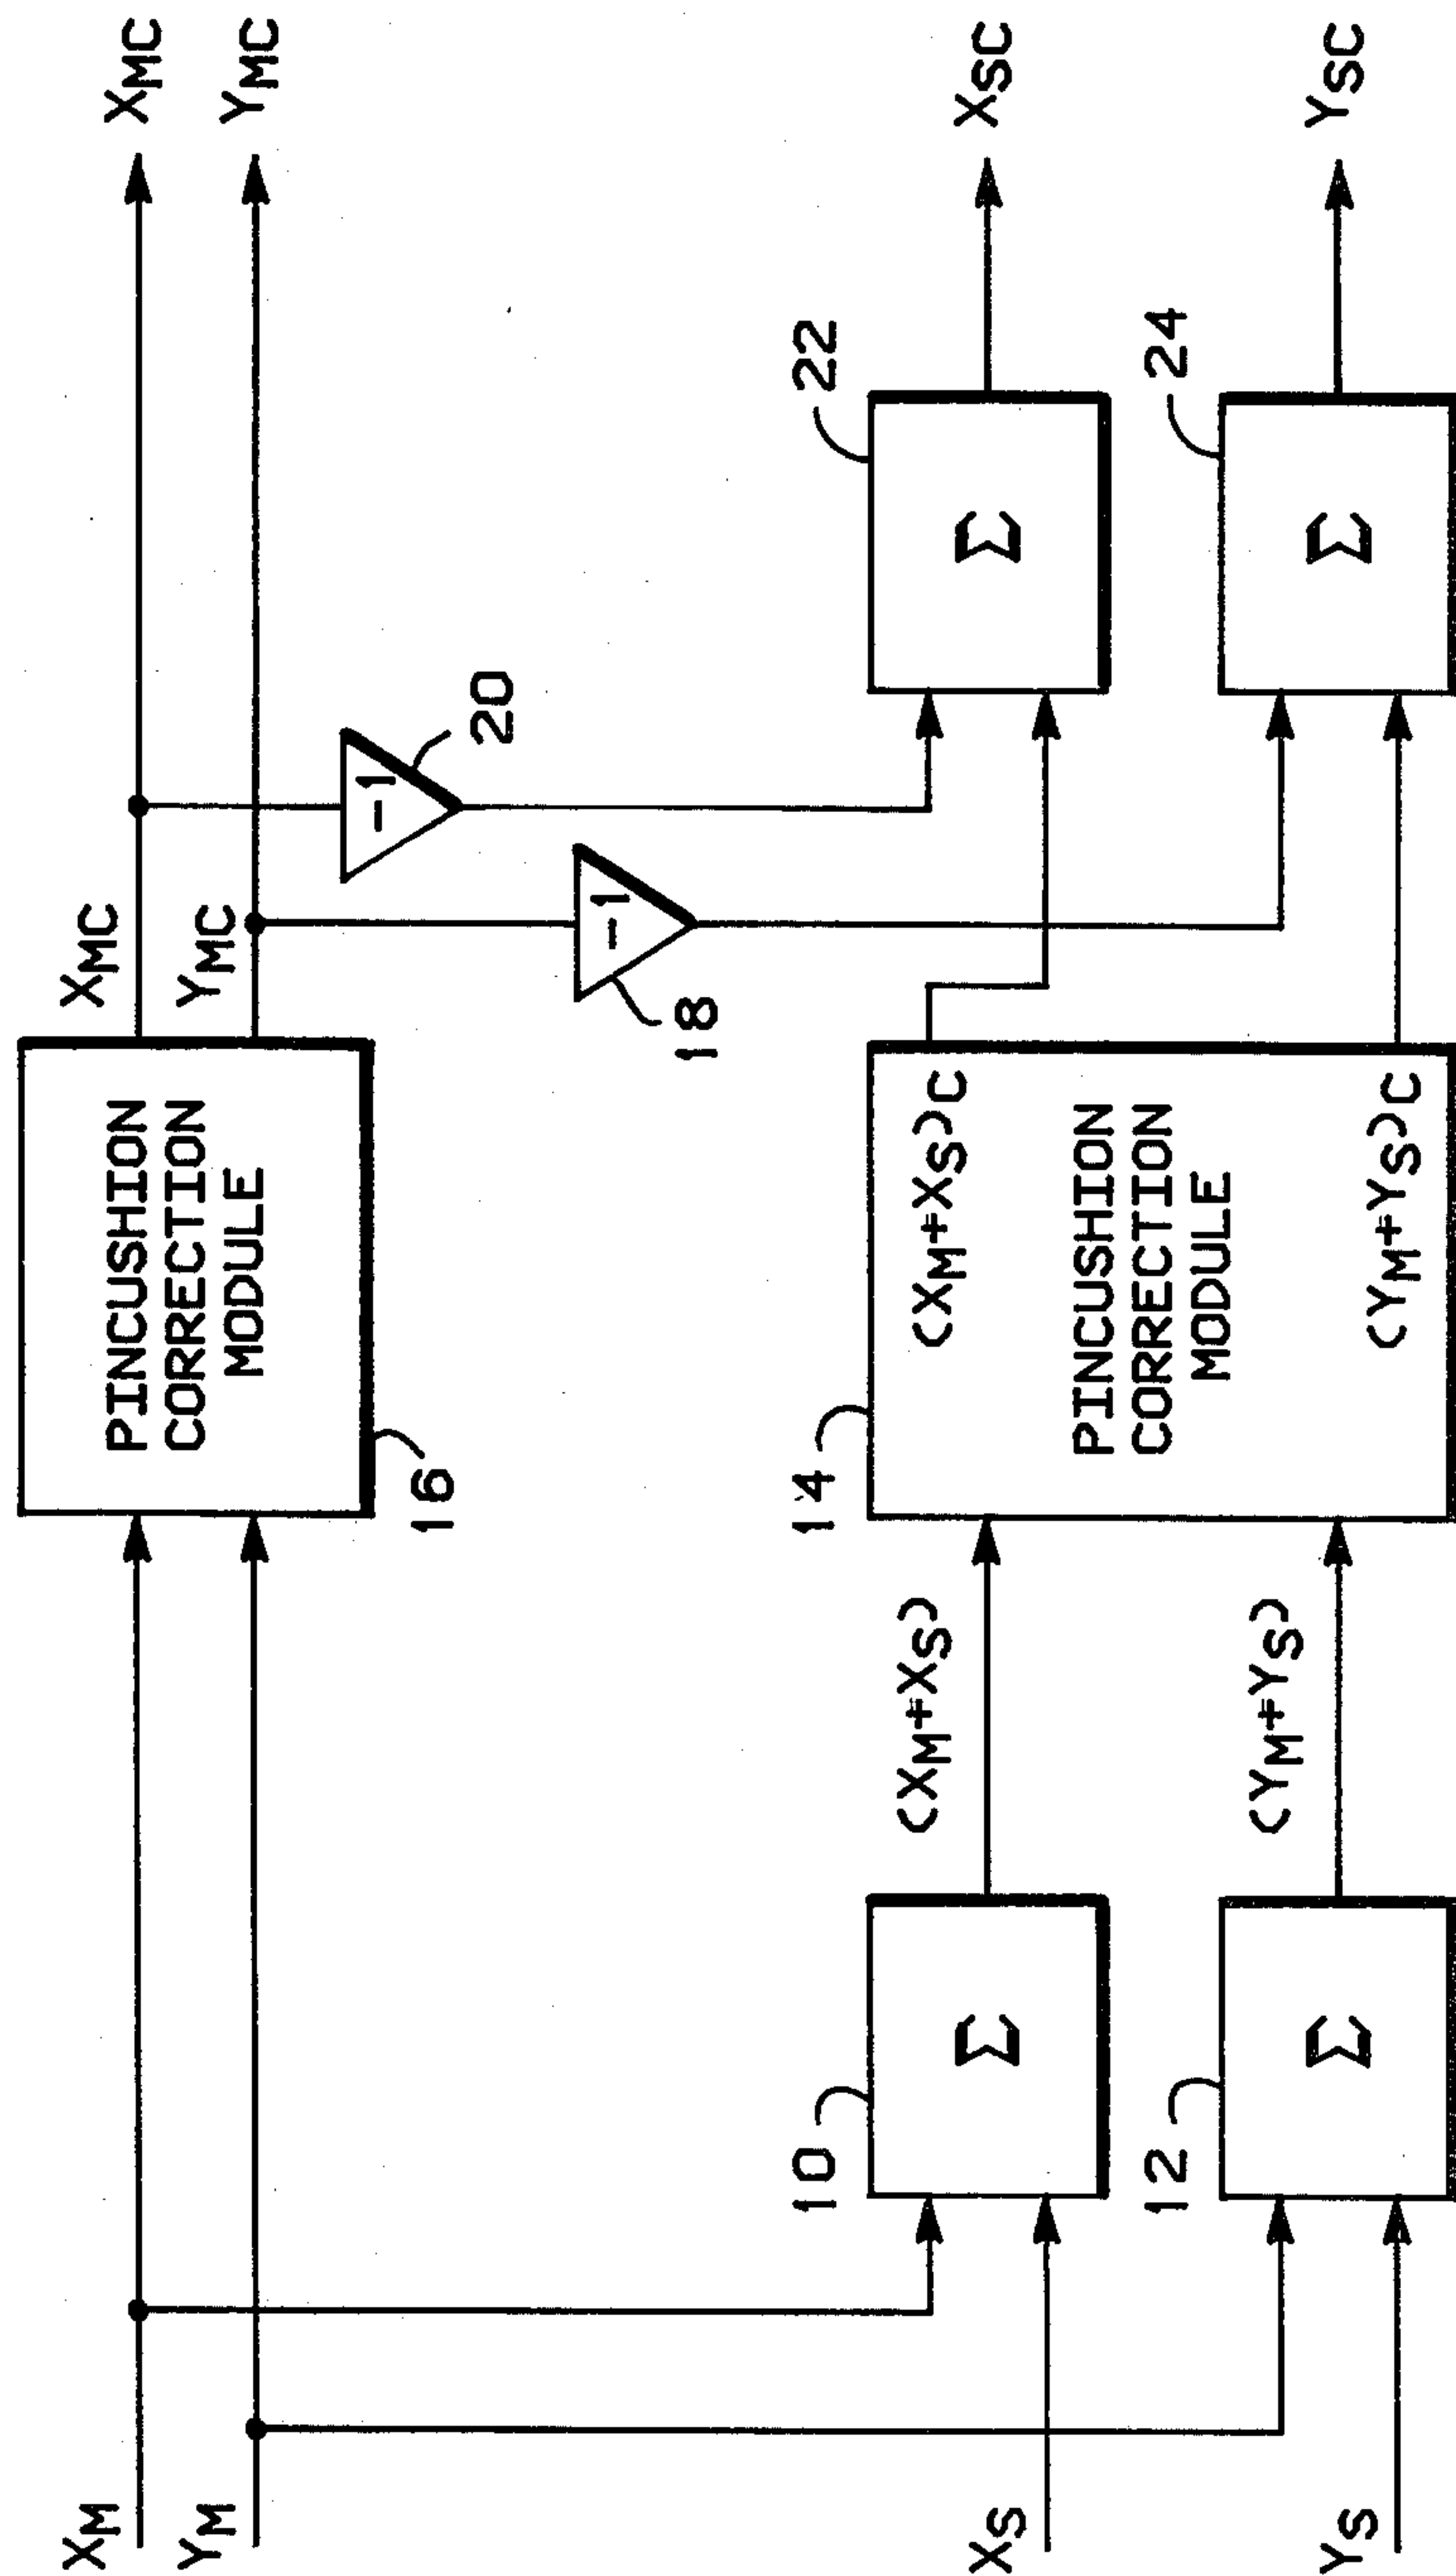 XM
YM
PINCUSHION
CORRECTION
MODULE
16
XMC
YMC
XMC
YMC
20
-1
-1
18
10
Σ
XS
(XM+XS)
14
(XM+XS)C
PINCUSHION
CORRECTION
MODULE
(YM+YS)C
22
Σ
XSC
12
Σ
YS
(YM+YS)
24
Σ
YSC